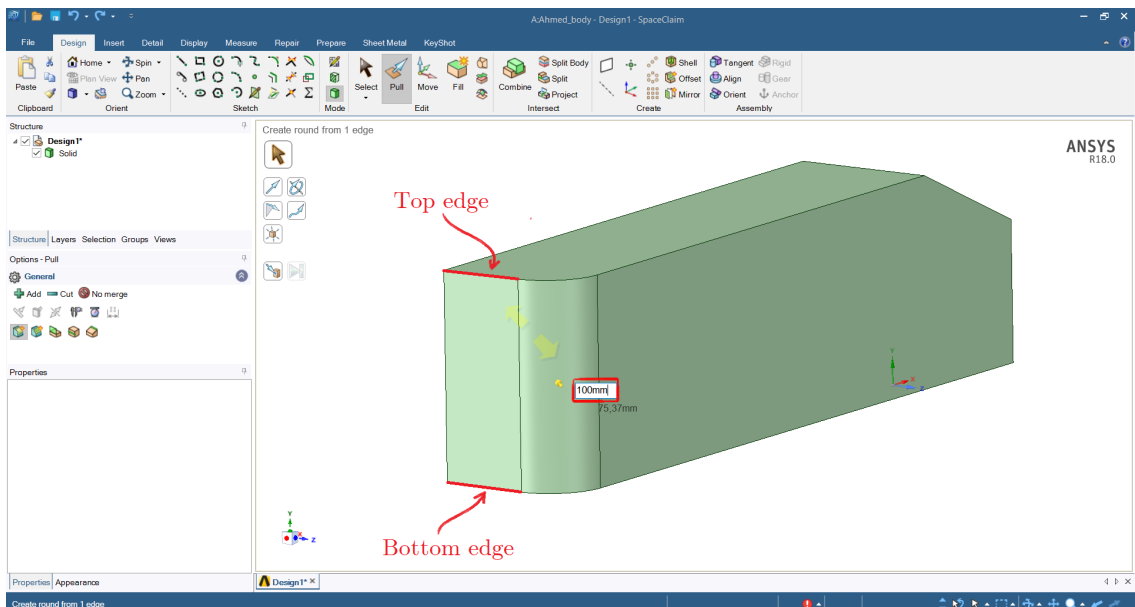 A:Ahmed_body - Design1 - SpaceClaim
File Design Insert Detail Display Measure Repair Prepare Sheet Metal KeyShot
Home Spin
Plan View Pan
Zoom
Paste
Select Pull Move Fill
Combine Split Body
Split
Project
Shell
Offset
Mirror
Tangent Rigid
Align Gear
Orient Anchor
Clipboard Orient Sketch Mode Edit Intersect Create Assembly
Structure
Design1*
Solid
Structure Layers Selection Groups Views
Options - Pull
General
Add Cut No merge
Properties
Properties Appearance
Create round from 1 edge
ANSYS
R18.0
Top edge
100mm
75,37mm
Y
X
Z
Bottom edge
Y
X
Z
Design1*
Create round from 1 edge